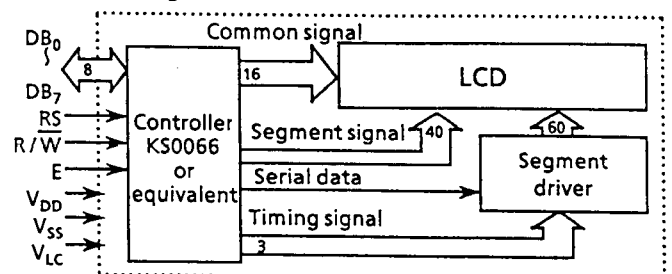 Common signal
DB0
8
16
LCD
DB7
RS
R / W̅
E
VDD
VSS
VLC
Controller
KS0066
or
equivalent
Segment signal
40
60
Serial data
Segment
driver
Timing signal
3